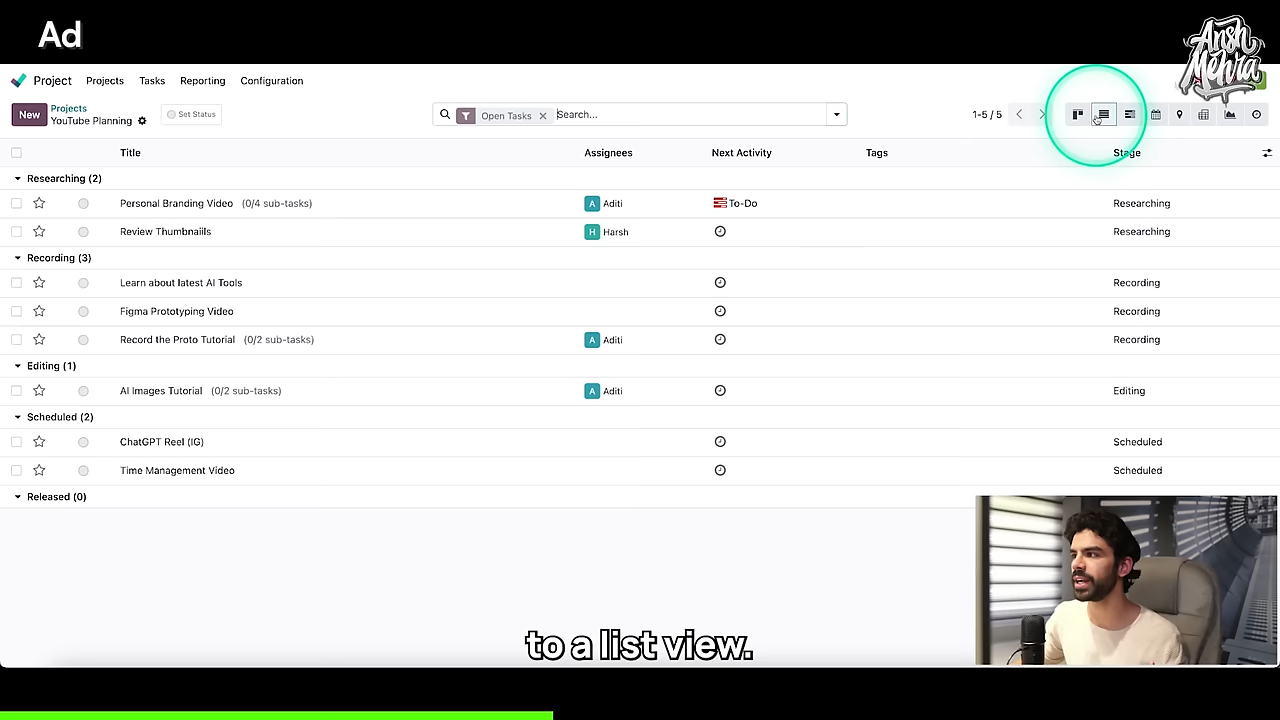 Ad
Ansh Mehra
Project Projects Tasks Reporting Configuration
New Projects Set Status
YouTube Planning
Open Tasks Search... 1-5 / 5
Title Assignees Next Activity Tags Stage
Researching (2)
Personal Branding Video (0/4 sub-tasks) A Aditi To-Do Researching
Review Thumbnaiils H Harsh Researching
Recording (3)
Learn about latest AI Tools Recording
Figma Prototyping Video Recording
Record the Proto Tutorial (0/2 sub-tasks) A Aditi Recording
Editing (1)
AI Images Tutorial (0/2 sub-tasks) A Aditi Editing
Scheduled (2)
ChatGPT Reel (IG) Scheduled
Time Management Video Scheduled
Released (0)
to a list view.